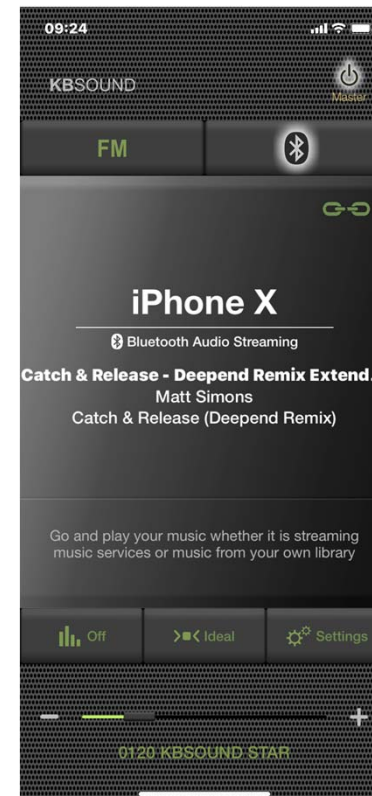 09:24
KBSOUND
Master
FM
iPhone X
Bluetooth Audio Streaming
Catch & Release - Deepend Remix Extend.
Matt Simons
Catch & Release (Deepend Remix)
Go and play your music whether it is streaming
music services or music from your own library
Off
Ideal
Settings
0120 KBSOUND STAR